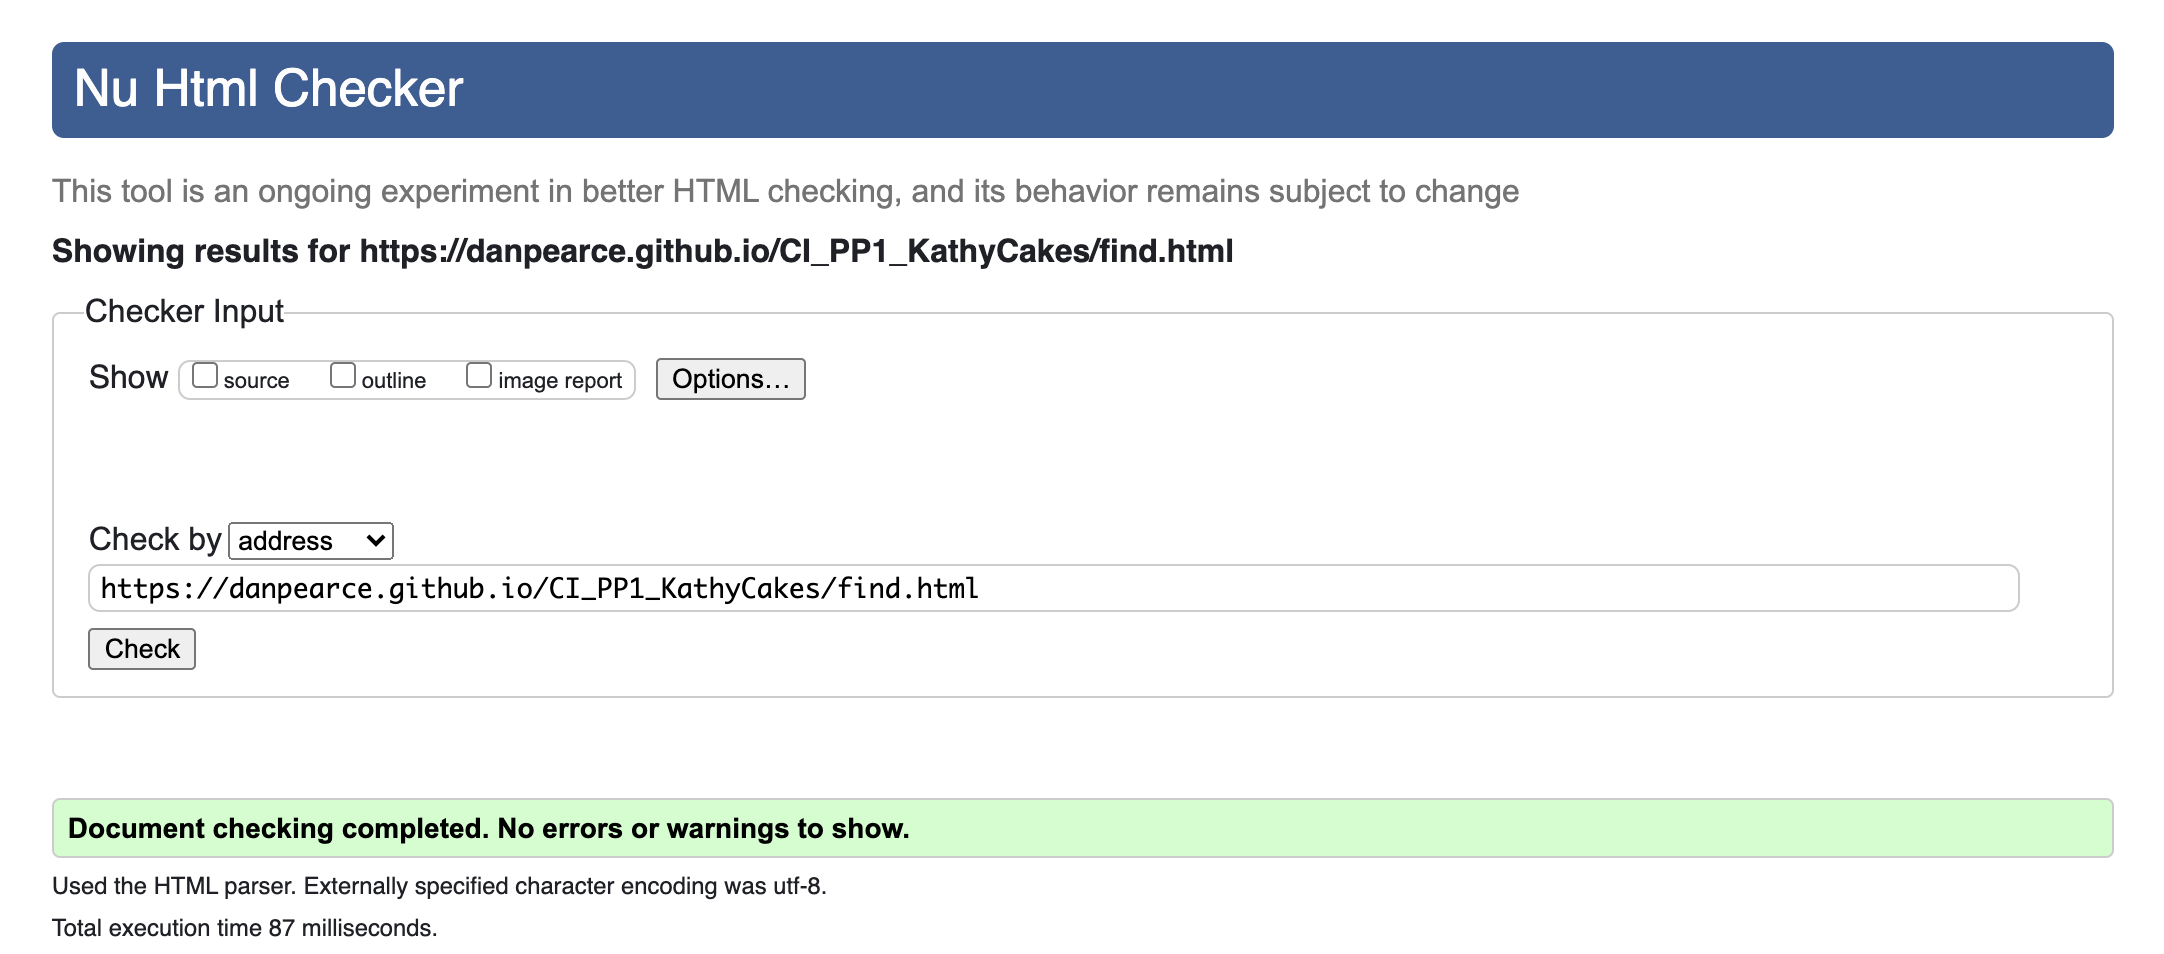 Nu Html Checker
This tool is an ongoing experiment in better HTML checking, and its behavior remains subject to change
Showing results for https://danpearce.github.io/CI_PP1_KathyCakes/find.html
Checker Input
Show source outline image report Options…
Check by address
https://danpearce.github.io/CI_PP1_KathyCakes/find.html
Check
Document checking completed. No errors or warnings to show.
Used the HTML parser. Externally specified character encoding was utf-8.
Total execution time 87 milliseconds.